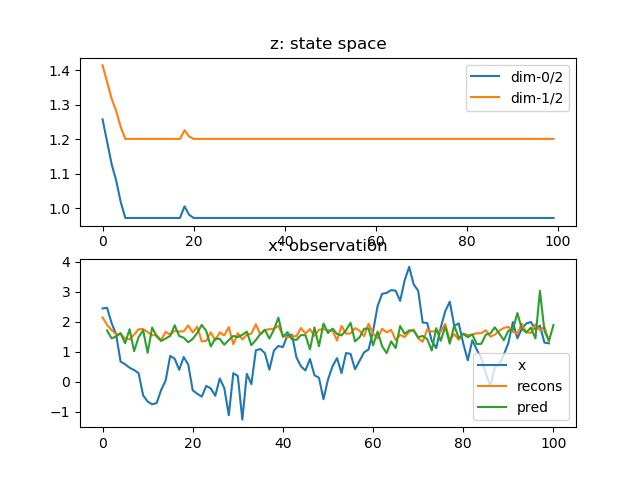 z: state space
1.4
1.3
1.2
1.1
1.0
dim-0/2
dim-1/2
0 20 40 60 80 100
x: observation
4
3
2
1
0
−1
x
recons
pred
0 20 40 60 80 100